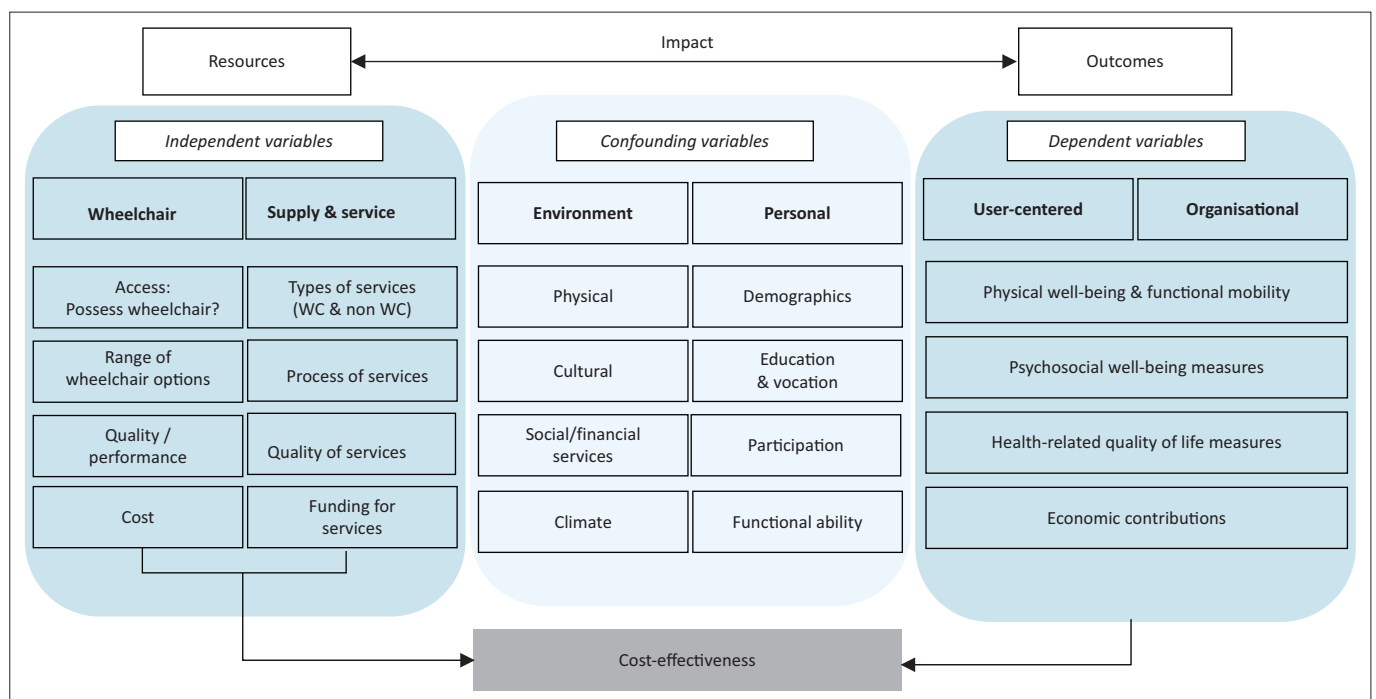 Impact
Resources
Outcomes
Independent variables
Confounding variables
Dependent variables
Wheelchair
Supply & service
Environment
Personal
User-centered
Organisational
Access:
Possess wheelchair?
Types of services
(WC & non WC)
Physical
Demographics
Physical well-being & functional mobility
Range of
wheelchair options
Process of services
Cultural
Education
& vocation
Psychosocial well-being measures
Quality /
performance
Quality of services
Social/financial
services
Participation
Health-related quality of life measures
Cost
Funding for
services
Climate
Functional ability
Economic contributions
Cost-effectiveness